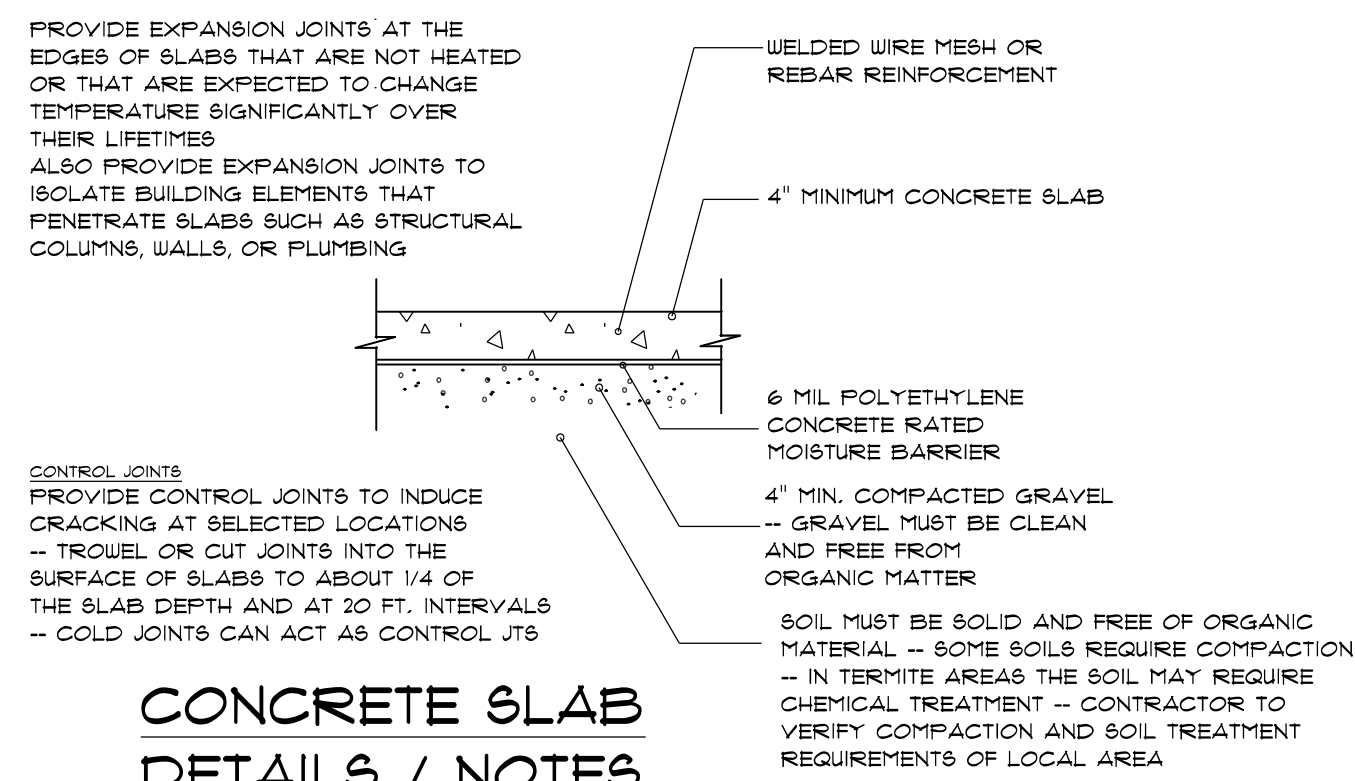 PROVIDE EXPANSION JOINTS AT THE
EDGES OF SLABS THAT ARE NOT HEATED
OR THAT ARE EXPECTED TO CHANGE
TEMPERATURE SIGNIFICANTLY OVER
THEIR LIFETIMES
ALSO PROVIDE EXPANSION JOINTS TO
ISOLATE BUILDING ELEMENTS THAT
PENETRATE SLABS SUCH AS STRUCTURAL
COLUMNS, WALLS, OR PLUMBING
WELDED WIRE MESH OR
REBAR REINFORCEMENT
4" MINIMUM CONCRETE SLAB
6 MIL POLYETHYLENE
CONCRETE RATED
MOISTURE BARRIER
4" MIN. COMPACTED GRAVEL
-- GRAVEL MUST BE CLEAN
AND FREE FROM
ORGANIC MATTER
SOIL MUST BE SOLID AND FREE OF ORGANIC
MATERIAL -- SOME SOILS REQUIRE COMPACTION
-- IN TERMITE AREAS THE SOIL MAY REQUIRE
CHEMICAL TREATMENT -- CONTRACTOR TO
VERIFY COMPACTION AND SOIL TREATMENT
REQUIREMENTS OF LOCAL AREA
CONTROL JOINTS
PROVIDE CONTROL JOINTS TO INDUCE
CRACKING AT SELECTED LOCATIONS
-- TROWEL OR CUT JOINTS INTO THE
SURFACE OF SLABS TO ABOUT 1/4 OF
THE SLAB DEPTH AND AT 20 FT. INTERVALS
-- COLD JOINTS CAN ACT AS CONTROL JTS
CONCRETE SLAB
DETAILS / NOTES